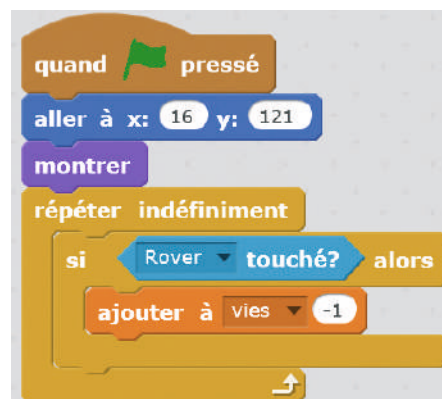 quand pressé
aller à x: 16 y: 121
montrer
répéter indéfiniment
si Rover touché? alors
ajouter à vies -1